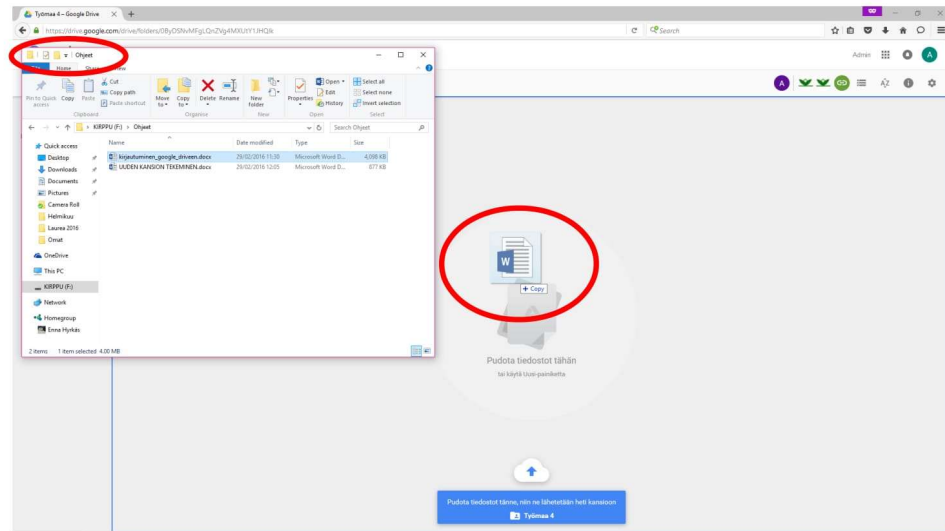 Työmaa 4 – Google Drive
https://drive.google.com/drive/folders/0ByDSNvMFgLQnZVg4MXUtY1JHQlk
Search
Admin
A
Ohjeet
Home
Share
Pin to Quick access
Copy
Paste
Cut
Copy path
Paste shortcut
Move to
Copy to
Delete
Rename
New folder
Properties
Open
Edit
History
Select all
Select none
Invert selection
Clipboard
Organise
New
Open
Select
KIRPPU (F:) > Ohjeet
Search Ohjeet
Name Date modified Type Size
kirjautuminen_google_driveen.docx 29/02/2016 11:35 Microsoft Word D... 4,098 KB
UUDEN KANSION TEKEMINEN.docx 29/02/2016 12:05 Microsoft Word D... 877 KB
Quick access
Desktop
Downloads
Documents
Pictures
Camera Roll
Helmikuu
Laurea 2016
Omat
OneDrive
This PC
KIRPPU (F:)
Network
Homegroup
Enna Hyrkäs
2 items 1 item selected 4.00 MB
A
W
+ Copy
Pudota tiedostot tähän
tai käytä Uusi-painiketta
Pudota tiedostot tänne, niin ne lähetetään heti kansioon
Työmaa 4